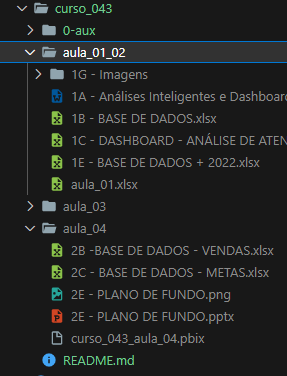 curso_043
0-aux
aula_01_02
1G - Imagens
1A - Análises Inteligentes e Dashboar
1B - BASE DE DADOS.xlsx
1C - DASHBOARD - ANÁLISE DE ATEN
1E - BASE DE DADOS + 2022.xlsx
aula_01.xlsx
aula_03
aula_04
2B -BASE DE DADOS - VENDAS.xlsx
2C - BASE DE DADOS - METAS.xlsx
2E - PLANO DE FUNDO.png
2E - PLANO DE FUNDO.pptx
curso_043_aula_04.pbix
README.md